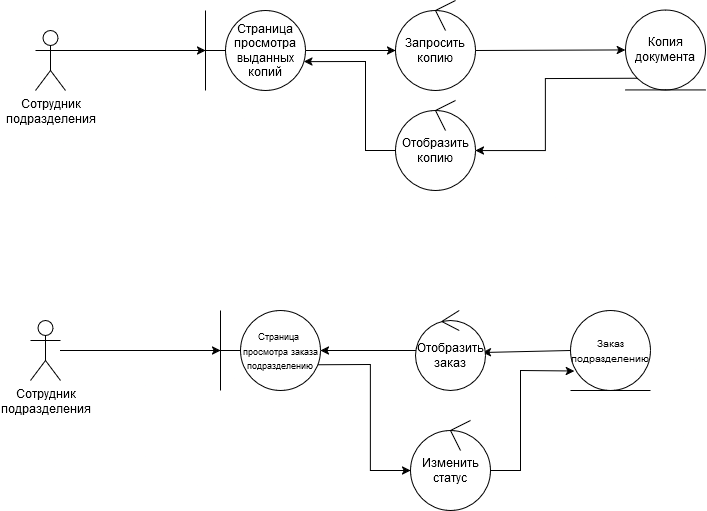 Страница
просмотра
выданных
копий
Запросить
копию
Копия
документа
Сотрудник
подразделения
Отобразить
копию
Страница
просмотра заказа
подразделению
Отобразить
заказ
Заказ
подразделению
Сотрудник
подразделения
Изменить
статус